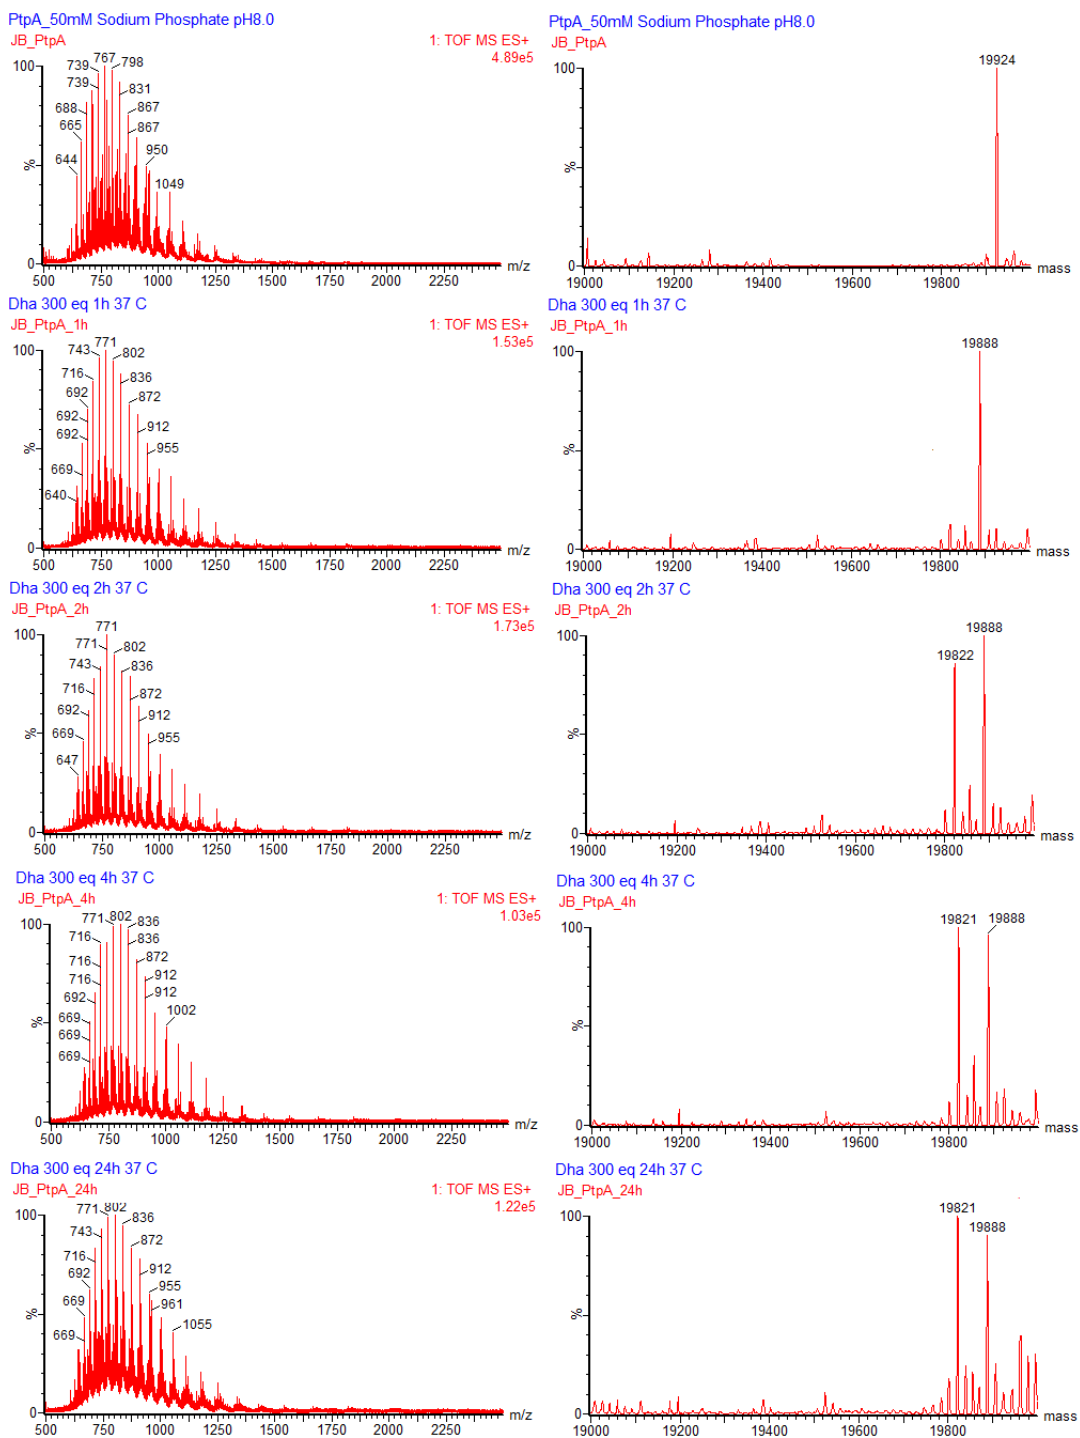 PtpA_50mM Sodium Phosphate pH8.0
JB_PtpA
1: TOF MS ES+
4.89e5
767
798
739
739
831
688
867
665
867
644
950
1049
100
%
0
500 750 1000 1250 1500 1750 2000 2250
m/z
PtpA_50mM Sodium Phosphate pH8.0
JB_PtpA
19924
100
%
0
19000 19200 19400 19600 19800
mass
Dha 300 eq 1h 37 C
JB_PtpA_1h
1: TOF MS ES+
1.53e5
771
743
802
716
836
692
872
692
912
692
955
669
640
100
%
0
500 750 1000 1250 1500 1750 2000 2250
m/z
Dha 300 eq 1h 37 C
JB_PtpA_1h
19888
100
%
0
19000 19200 19400 19600 19800
mass
Dha 300 eq 2h 37 C
JB_PtpA_2h
1: TOF MS ES+
1.73e5
771
771
802
743
836
716
872
692
912
669
955
647
100
%
0
500 750 1000 1250 1500 1750 2000 2250
m/z
Dha 300 eq 2h 37 C
JB_PtpA_2h
19888
19822
100
%
0
19000 19200 19400 19600 19800
mass
Dha 300 eq 4h 37 C
JB_PtpA_4h
1: TOF MS ES+
1.03e5
771
802
836
716
836
716
872
716
912
692
912
669
1002
669
669
100
%
0
500 750 1000 1250 1500 1750 2000 2250
m/z
Dha 300 eq 4h 37 C
JB_PtpA_4h
19821
19888
100
%
0
19000 19200 19400 19600 19800
mass
Dha 300 eq 24h 37 C
JB_PtpA_24h
1: TOF MS ES+
1.22e5
771
802
743
836
716
872
692
912
669
955
961
669
1055
100
%
0
500 750 1000 1250 1500 1750 2000 2250
m/z
Dha 300 eq 24h 37 C
JB_PtpA_24h
19821
19888
100
%
0
19000 19200 19400 19600 19800
mass